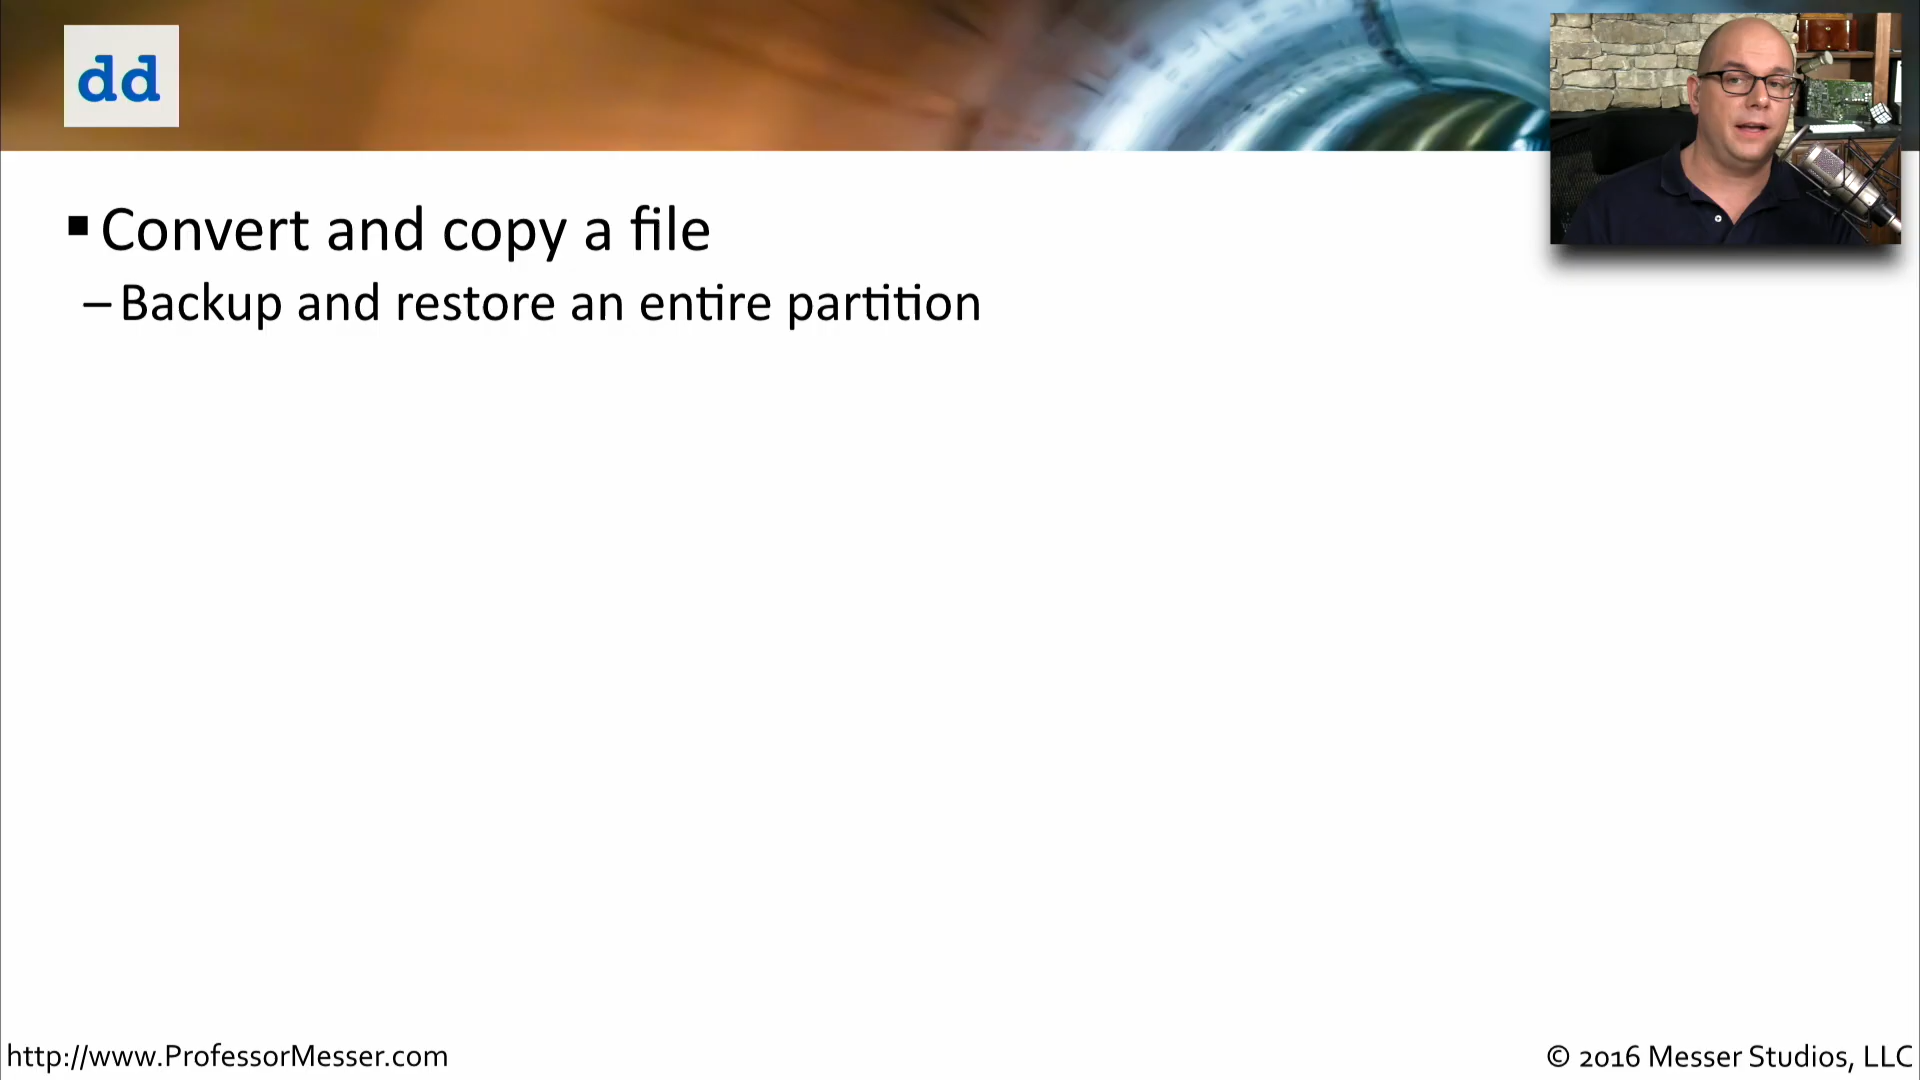 dd
▪ Convert and copy a file
– Backup and restore an entire partition
http://www.ProfessorMesser.com
© 2016 Messer Studios, LLC